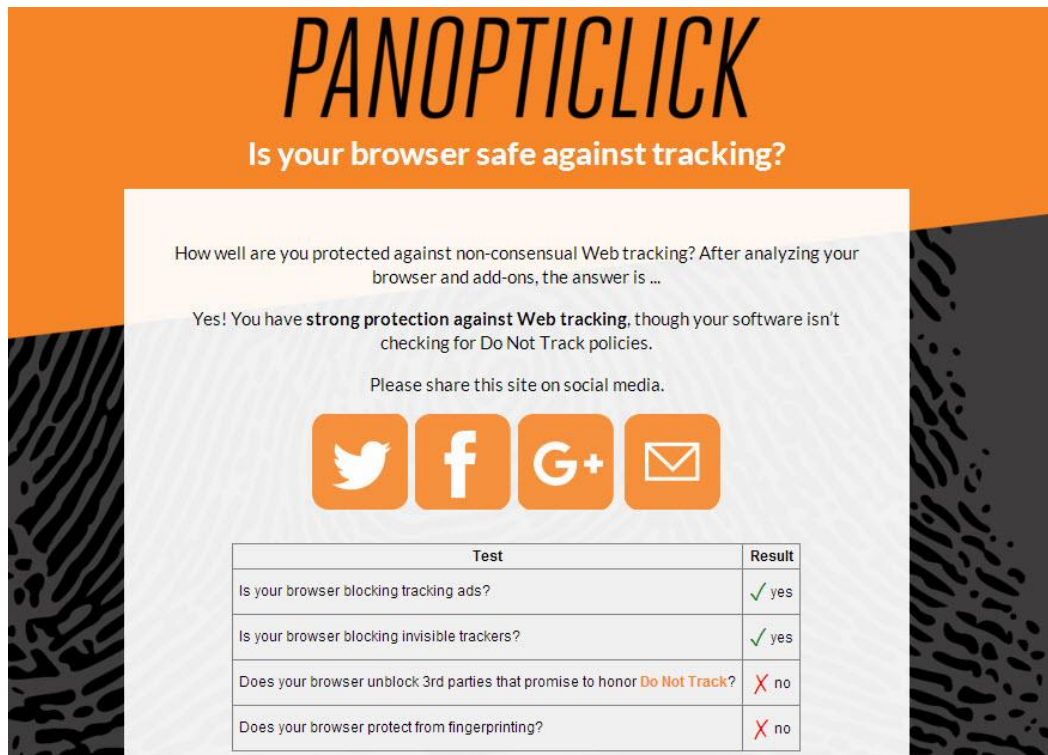 PANOPTICLICK
Is your browser safe against tracking?
How well are you protected against non-consensual Web tracking? After analyzing your
browser and add-ons, the answer is ...
Yes! You have strong protection against Web tracking, though your software isn't
checking for Do Not Track policies.
Please share this site on social media.
G+
Test Result
Is your browser blocking tracking ads? ✓ yes
Is your browser blocking invisible trackers? ✓ yes
Does your browser unblock 3rd parties that promise to honor Do Not Track? ✗ no
Does your browser protect from fingerprinting? ✗ no